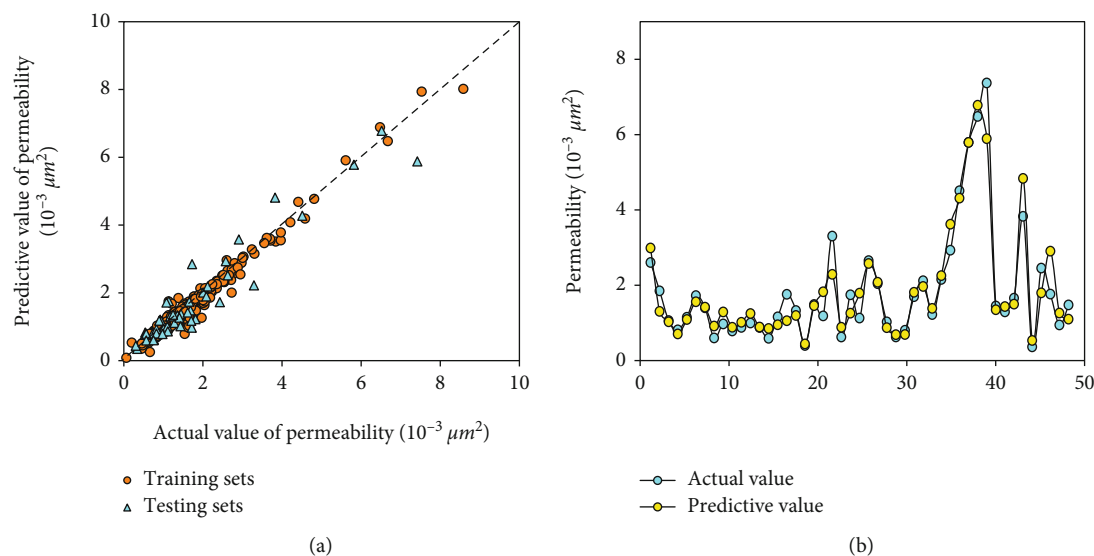 10
8
6
4
2
0
Predictive value of permeability
(10⁻³ μm²)
0 2 4 6 8 10
Actual value of permeability (10⁻³ μm²)
Training sets
Testing sets
(a)
8
6
4
2
0
Permeability (10⁻³ μm²)
0 10 20 30 40 50
Actual value
Predictive value
(b)